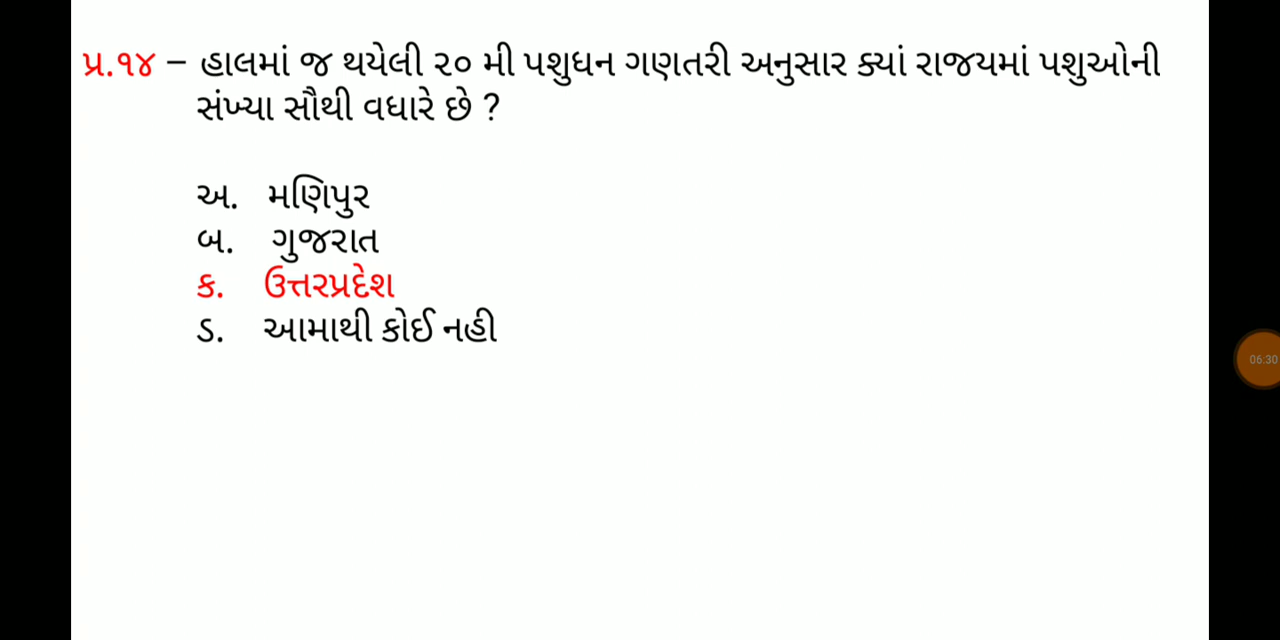 પ્ર.૧૪ – હાલમાં જ થયેલી ૨૦ મી પશુધન ગણતરી અનુસાર ક્યાં રાજયમાં પશુઓની
સંખ્યા સૌથી વધારે છે ?
અ. મણિપુર
બ. ગુજરાત
ક. ઉત્તરપ્રદેશ
ડ. આમાથી કોઈ નહી
06:30